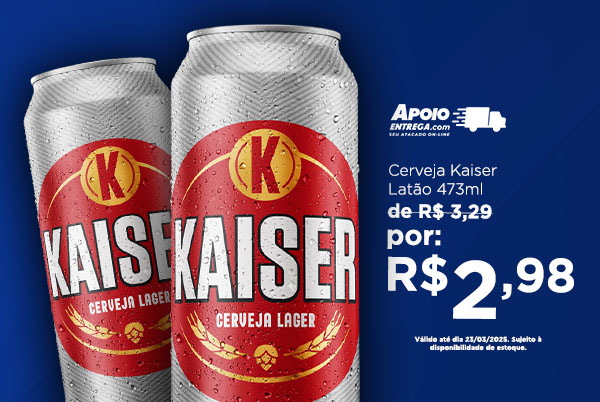 K
KAISER
CERVEJA LAGER
K
KAISER
CERVEJA LAGER
APOIO
ENTREGA.com
SEU ATACADO ON-LINE
Cerveja Kaiser
Latão 473ml
de R$ 3,29
por:
R$2,98
Válido até dia 23/03/2025. Sujeito à
disponibilidade de estoque.